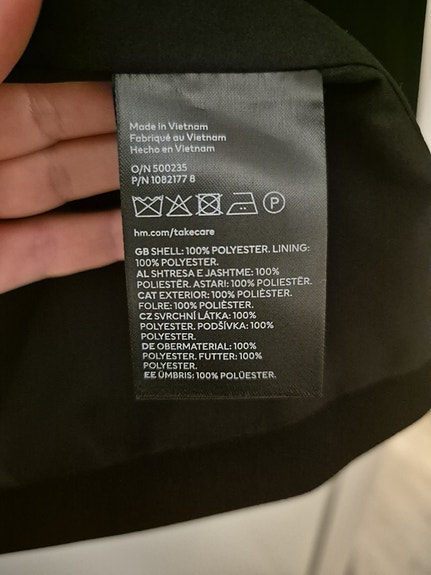 Made in Vietnam
Fabriqué au Vietnam
Hecho en Vietnam
O/N 500235
P/N 1082177 8
P
hm.com/takecare
GB SHELL: 100% POLYESTER. LINING:
100% POLYESTER.
AL SHTRESA E JASHTME: 100%
POLIESTËR. ASTARI: 100% POLIESTËR.
CAT EXTERIOR: 100% POLIÈSTER.
FOLRE: 100% POLIÈSTER.
CZ SVRCHNÍ LÁTKA: 100%
POLYESTER. PODŠÍVKA: 100%
POLYESTER.
DE OBERMATERIAL: 100%
POLYESTER. FUTTER: 100%
POLYESTER.
EE ÜMBRIS: 100% POLÜESTER.